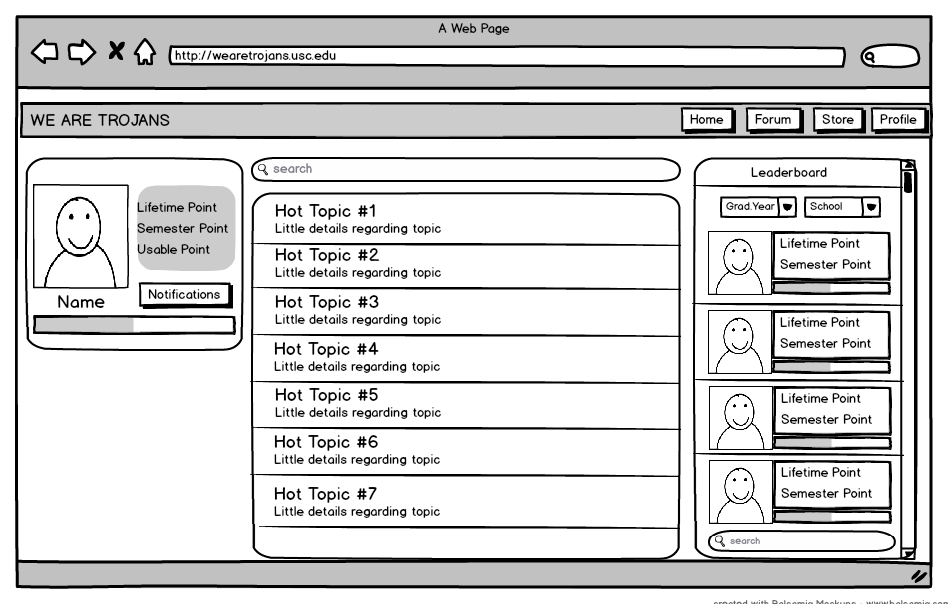 A Web Page
http://wearetrojans.usc.edu
WE ARE TROJANS
Home
Forum
Store
Profile
Lifetime Point
Semester Point
Usable Point
Name
Notifications
search
Hot Topic #1
Little details regarding topic
Hot Topic #2
Little details regarding topic
Hot Topic #3
Little details regarding topic
Hot Topic #4
Little details regarding topic
Hot Topic #5
Little details regarding topic
Hot Topic #6
Little details regarding topic
Hot Topic #7
Little details regarding topic
Leaderboard
Grad.Year
School
Lifetime Point
Semester Point
Lifetime Point
Semester Point
Lifetime Point
Semester Point
Lifetime Point
Semester Point
search
created with Balsamiq Mockups - www.balsamiq.com